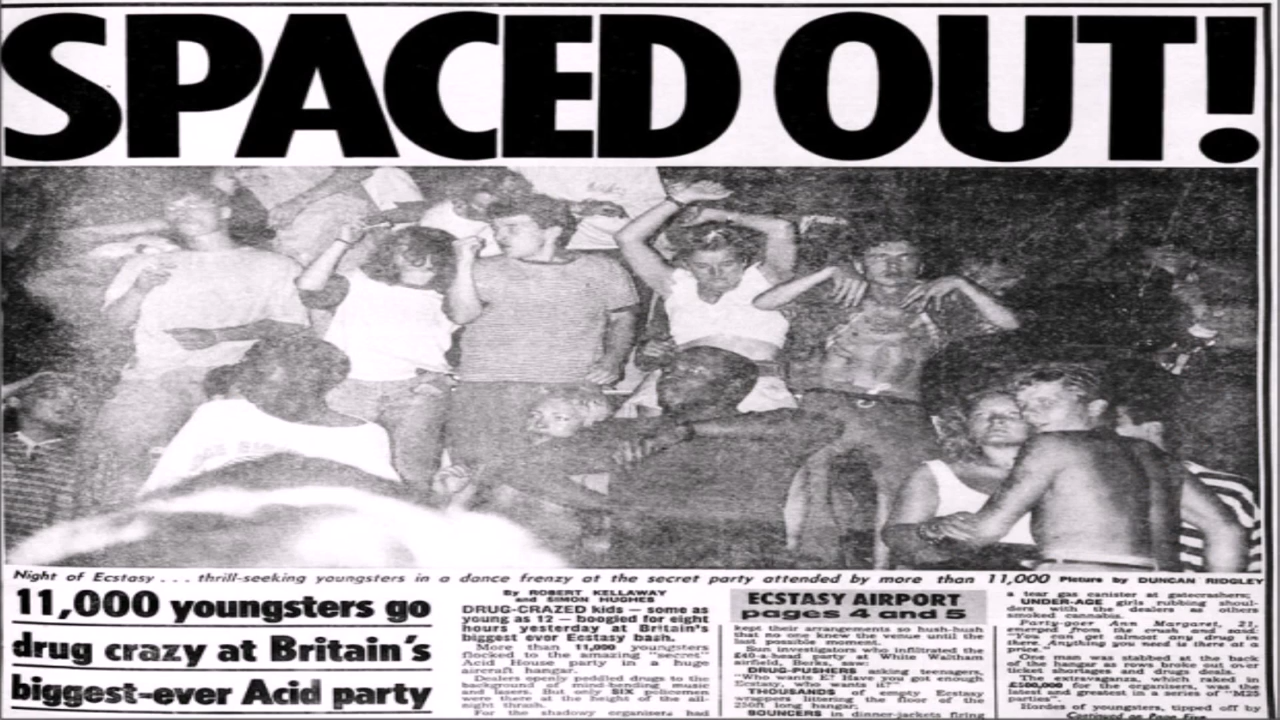 SPACED OUT!
Night of Ecstasy . . . thrill-seeking youngsters in a dance frenzy at the secret party attended by more than 11,000 Picture by DUNCAN RIDGLEY
11,000 youngsters go
drug crazy at Britain's
biggest-ever Acid party
By ROBERT KELLAWAY
and SIMON HUGHES
DRUG-CRAZED kids — some as
young as 12 — boogied for eight
hours yesterday at Britain's
biggest ever Ecstasy bash.
More than 11,000 youngsters
flocked to the amazing "secret"
Acid House party in a huge
aircraft hangar.
Dealers openly peddled drugs to the
background of mind-bending music
and lasers. But only SIX policemen
were there at the height of the all-
night thrash.
For the shadowy organisers had
ECSTASY AIRPORT
pages 4 and 5
kept their arrangements so hush-hush
that no one knew the venue until the
last possible moment.
Sun investigators who infiltrated the
£40-a-head party at White Waltham
airfield, Berks, saw:
DRUG-PUSHERS asking teenagers,
"Who wants E? Have you got enough
Ecstasy, who wants it?"
THOUSANDS of empty Ecstasy
wrappers littering the floor of the
250ft long hangar;
BOUNCERS in dinner-jackets firing
a tear gas canister at gatecrashers;
UNDER-AGE girls rubbing shoul-
ders with the dealers as others
smoked cannabis.
Party-goer Ann Margaret, 21,
emerged from the crush and said:
"You can get almost any drug in
there. Anything you need is there at a
price."
One man was stabbed at the back
of the hangar as rows broke out over
ticket shortages and drugs deals.
The extravaganza, which raked in
£500,000 for the organisers, was the
latest and greatest in a series of "M25
parties".
Hordes of youngsters, tipped off by
Continued on Page